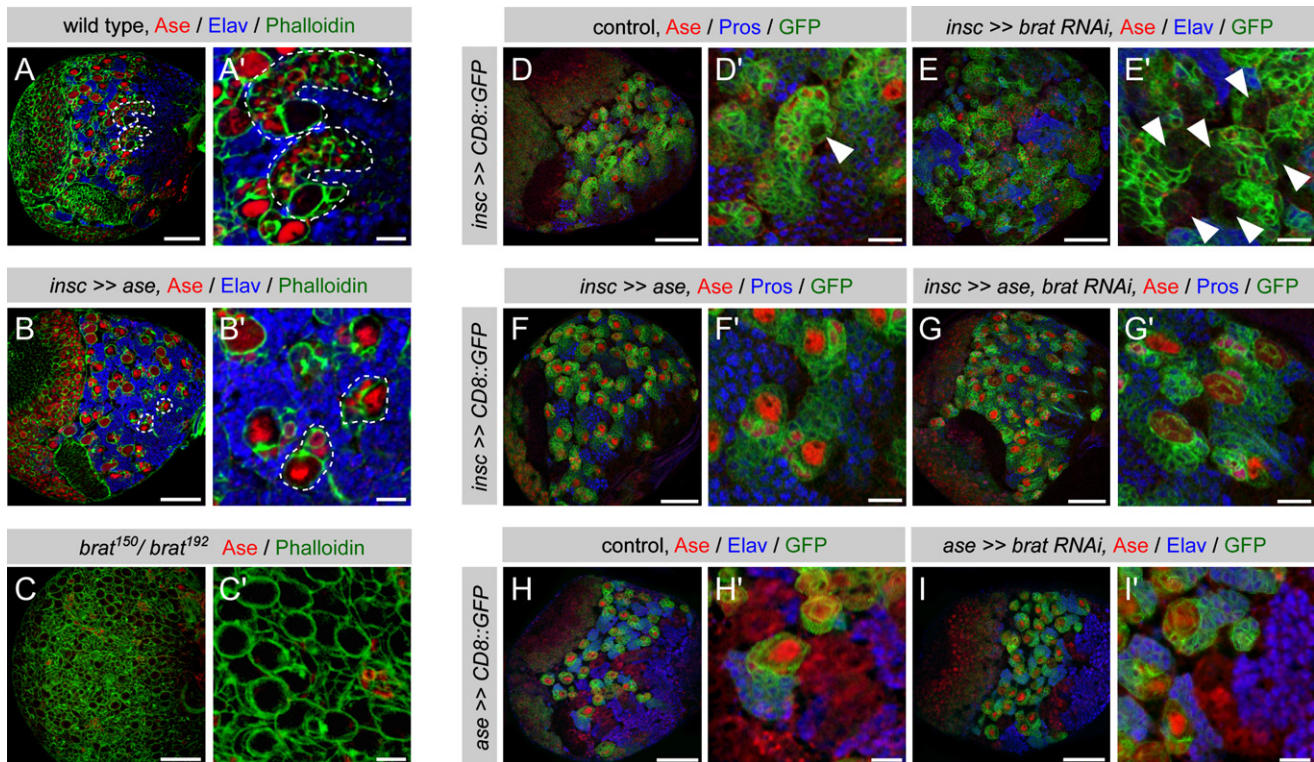 wild type, Ase / Elav / Phalloidin
A
A'
insc >> ase, Ase / Elav / Phalloidin
B
B'
brat150/ brat192 Ase / Phalloidin
C
C'
control, Ase / Pros / GFP
insc >> brat RNAi, Ase / Elav / GFP
insc >> CD8::GFP
D
D'
E
E'
insc >> ase, Ase / Pros / GFP
insc >> ase, brat RNAi, Ase / Pros / GFP
insc >> CD8::GFP
F
F'
G
G'
control, Ase / Elav / GFP
ase >> brat RNAi, Ase / Elav / GFP
ase >> CD8::GFP
H
H'
I
I'